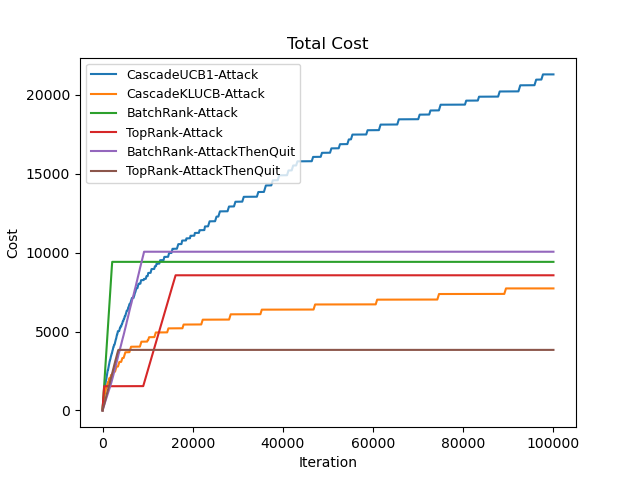 Total Cost
CascadeUCB1-Attack
CascadeKLUCB-Attack
BatchRank-Attack
TopRank-Attack
BatchRank-AttackThenQuit
TopRank-AttackThenQuit
20000
15000
10000
5000
0
Cost
0 20000 40000 60000 80000 100000
Iteration